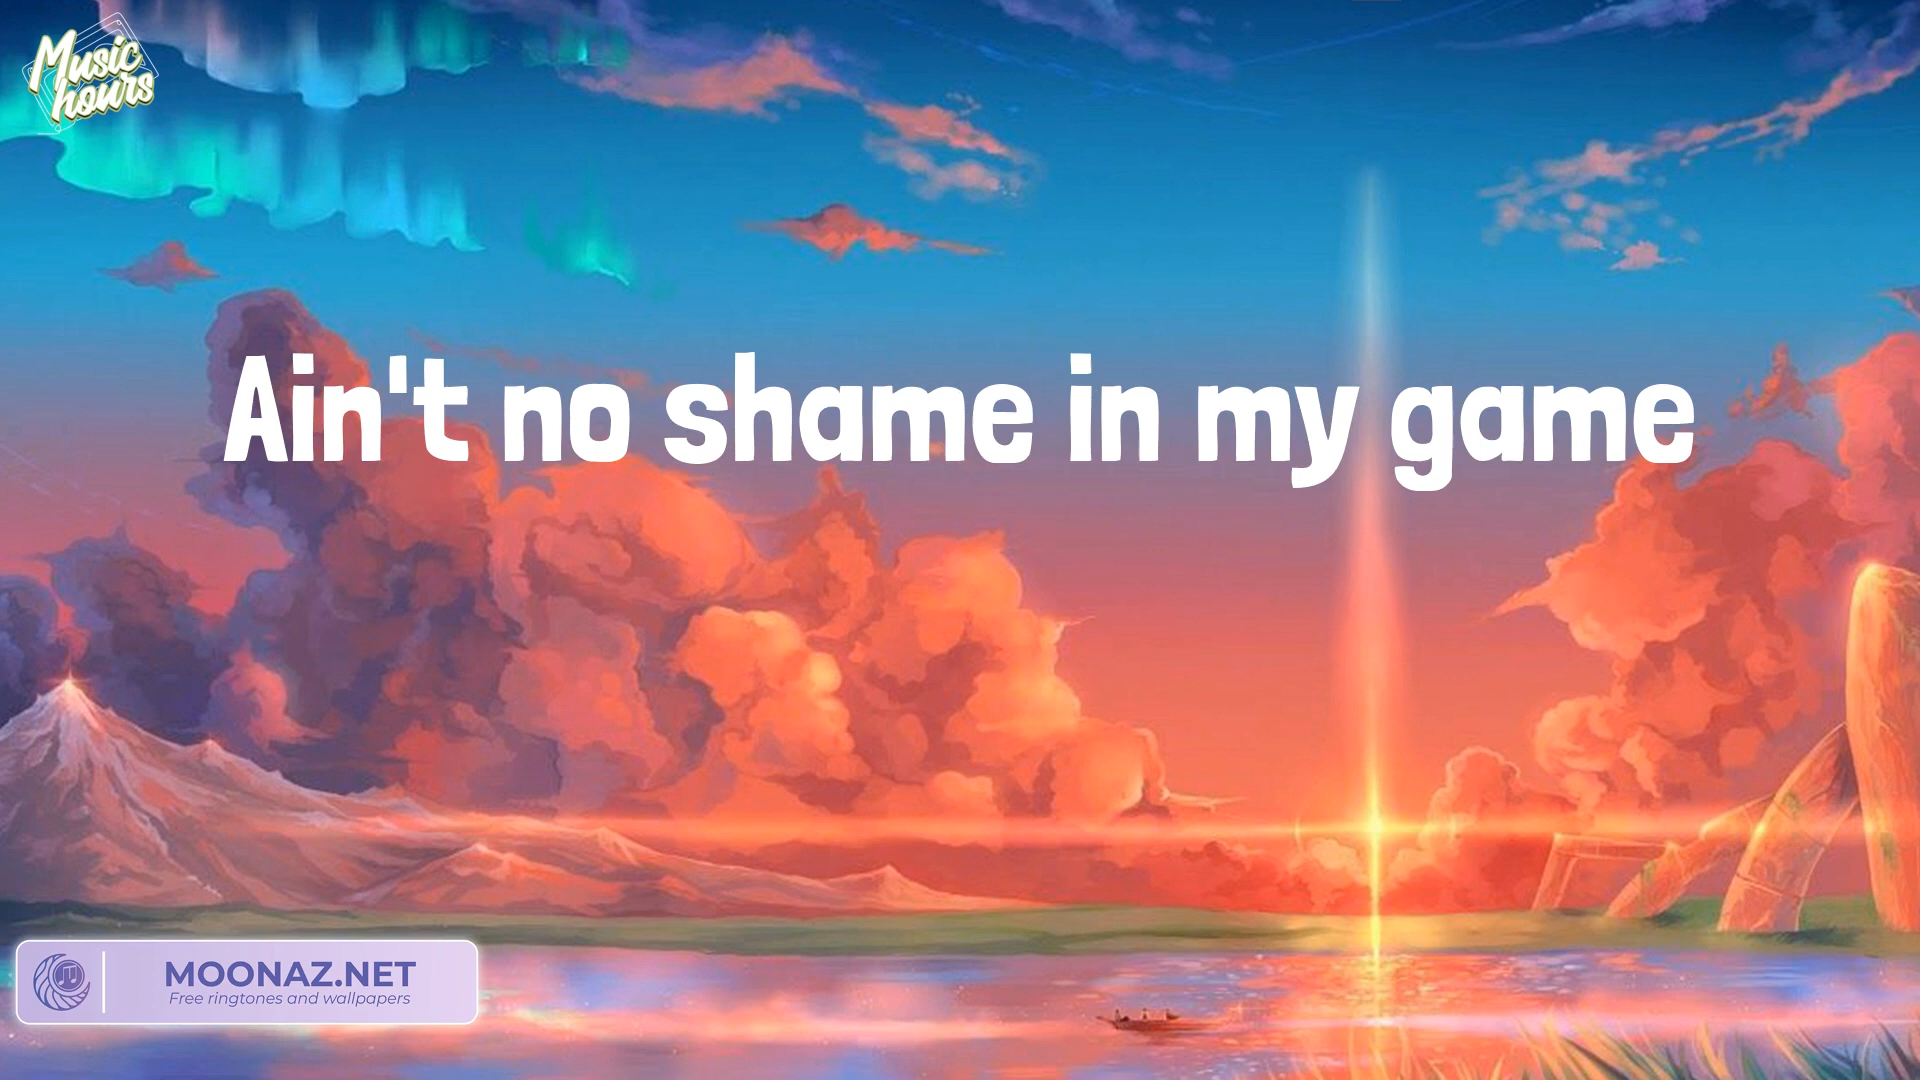 Music
hours
Ain't no shame in my game
MOONAZ.NET
Free ringtones and wallpapers